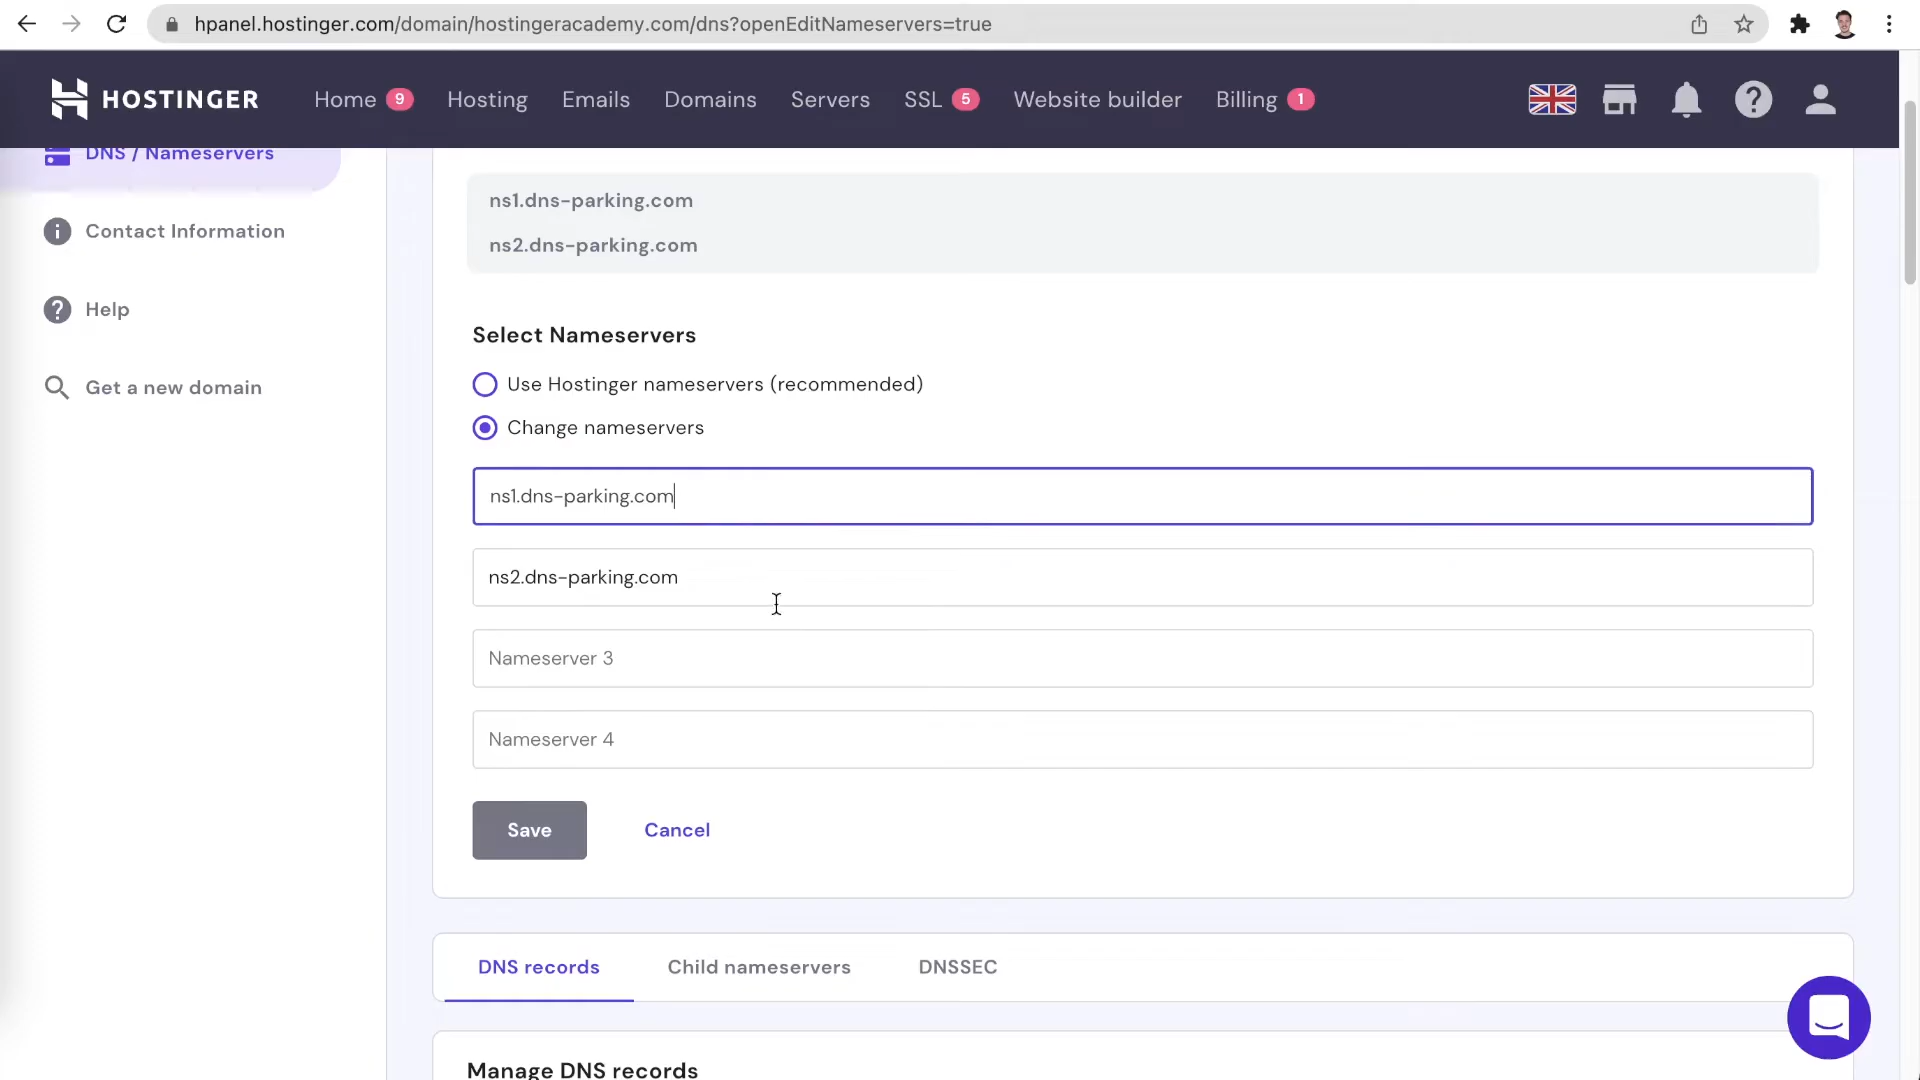 hpanel.hostinger.com/domain/hostingeracademy.com/dns?openEditNameservers=true
HOSTINGER
Home 9
Hosting
Emails
Domains
Servers
SSL 5
Website builder
Billing 1
DNS / Nameservers
Contact Information
Help
Get a new domain
ns1.dns-parking.com
ns2.dns-parking.com
Select Nameservers
Use Hostinger nameservers (recommended)
Change nameservers
ns1.dns-parking.com
ns2.dns-parking.com
Nameserver 3
Nameserver 4
Save
Cancel
DNS records
Child nameservers
DNSSEC
Manage DNS records